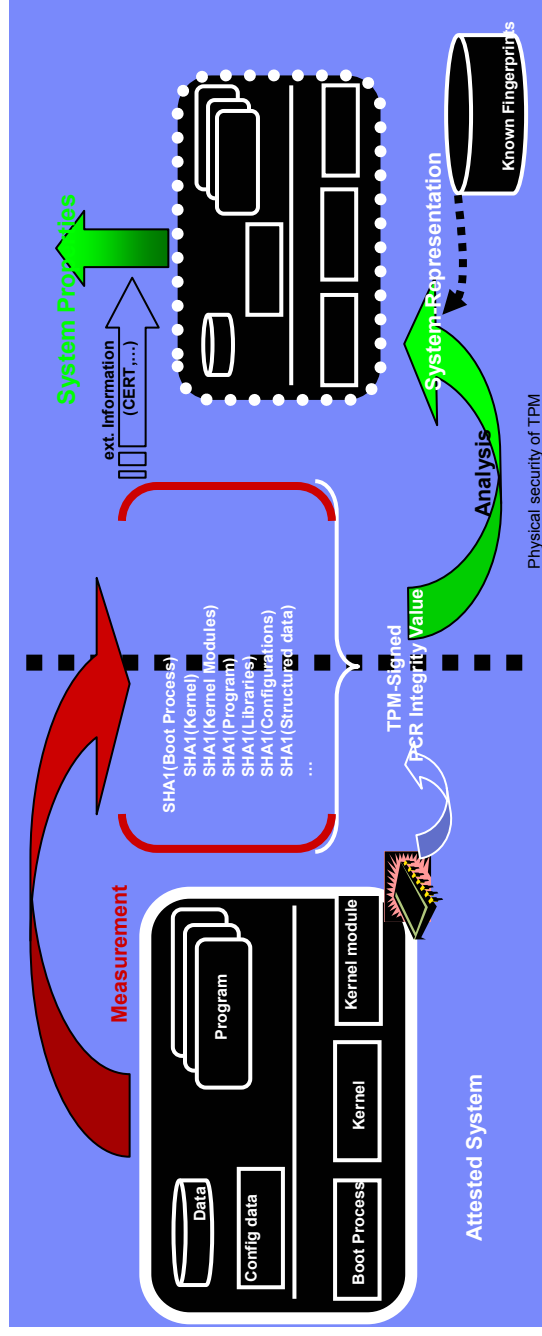 Measurement
System Properties
ext. Information
(CERT,...)
SHA1(Boot Process)
SHA1(Kernel)
SHA1(Kernel Modules)
SHA1(Program)
SHA1(Libraries)
SHA1(Configurations)
SHA1(Structured data)
...
Data
Config data
Program
Boot Process
Kernel
Kernel module
Attested System
TPM-Signed
PCR Integrity Value
Analysis
System-Representation
Known Fingerprints
Physical security of TPM